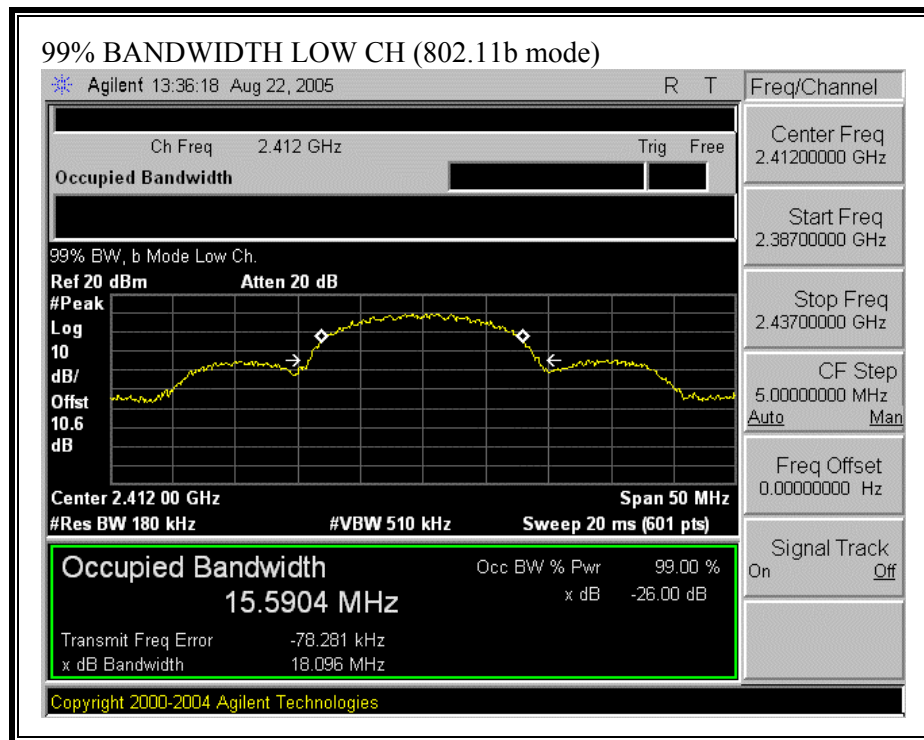 99% BANDWIDTH LOW CH (802.11b mode)
Agilent 13:36:18 Aug 22, 2005 R T
Freq/Channel
Ch Freq 2.412 GHz Trig Free
Occupied Bandwidth
99% BW, b Mode Low Ch.
Ref 20 dBm Atten 20 dB
#Peak
Log
10
dB/
Offst
10.6
dB
Center 2.412 00 GHz Span 50 MHz
#Res BW 180 kHz #VBW 510 kHz Sweep 20 ms (601 pts)
Occupied Bandwidth Occ BW % Pwr 99.00 %
15.5904 MHz x dB -26.00 dB
Transmit Freq Error -78.281 kHz
x dB Bandwidth 18.096 MHz
Copyright 2000-2004 Agilent Technologies
Center Freq
2.41200000 GHz
Start Freq
2.38700000 GHz
Stop Freq
2.43700000 GHz
CF Step
5.00000000 MHz
Auto Man
Freq Offset
0.00000000 Hz
Signal Track
On Off